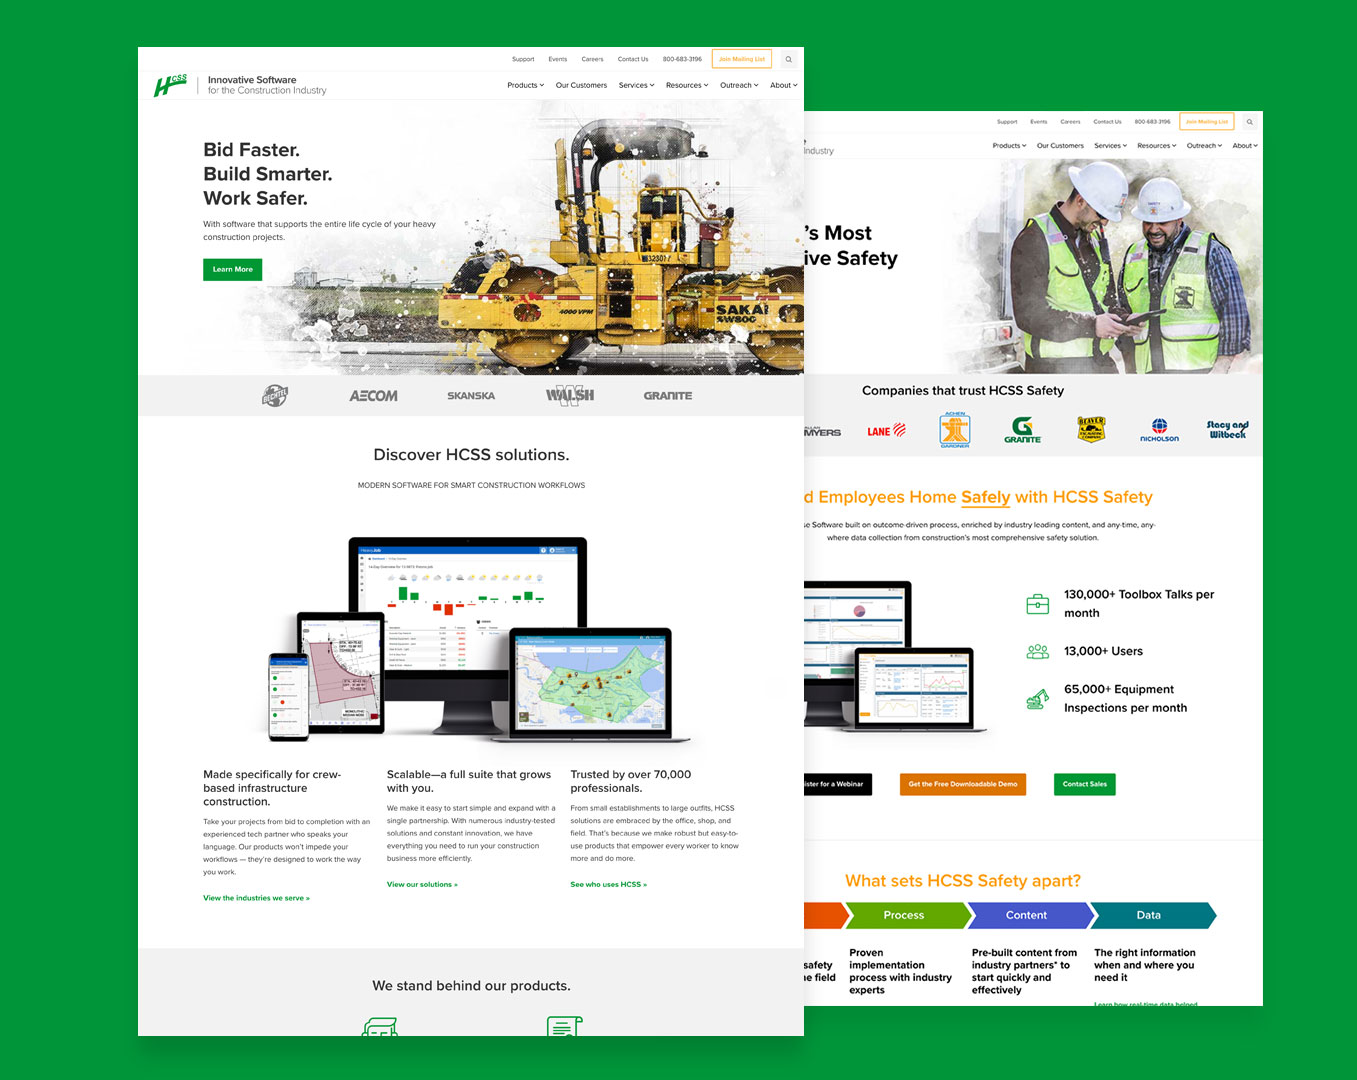 Support Events Careers Contact Us 800-683-3196 Join Mailing List
HCSS
Innovative Software
for the Construction Industry
Products Our Customers Services Resources Outreach About
Bid Faster.
Build Smarter.
Work Safer.
With software that supports the entire life cycle of your heavy
construction projects.
Learn More
4000 VPM
SAKAI
SW800
BECHTEL AECOM SKANSKA WALSH GRANITE
Discover HCSS solutions.
MODERN SOFTWARE FOR SMART CONSTRUCTION WORKFLOWS
HeavyJob
Made specifically for crew-
based infrastructure
construction.
Take your projects from bid to completion with an
experienced tech partner who speaks your
language. Our products won't impede your
workflows — they're designed to work the way
you work.
View the industries we serve »
Scalable—a full suite that grows
with you.
We make it easy to start simple and expand with a
single partnership. With numerous industry-tested
solutions and constant innovation, we have
everything you need to run your construction
business more efficiently.
View our solutions »
Trusted by over 70,000
professionals.
From small establishments to large outfits, HCSS
solutions are embraced by the office, shop, and
field. That's because we make robust but easy-to-
use products that empower every worker to know
more and do more.
See who uses HCSS »
We stand behind our products.
Support Events Careers Contact Us 800-683-3196 Join Mailing List
Industry
Products Our Customers Services Resources Outreach About
's Most
ive Safety
Companies that trust HCSS Safety
MYERS
LANE
ACHEN
GARDNER
GRANITE
BEAVER
EXCAVATING
COMPANY
NICHOLSON
Stacy and
Witbeck
d Employees Home Safely with HCSS Safety
se Software built on outcome-driven process, enriched by industry leading content, and any-time, any-
where data collection from construction's most comprehensive safety solution.
130,000+ Toolbox Talks per
month
13,000+ Users
65,000+ Equipment
Inspections per month
ister for a Webinar
Get the Free Downloadable Demo
Contact Sales
What sets HCSS Safety apart?
Process Content Data
safety
he field
Proven
implementation
process with industry
experts
Pre-built content from
industry partners* to
start quickly and
effectively
The right information
when and where you
need it
Learn how real-time data helped